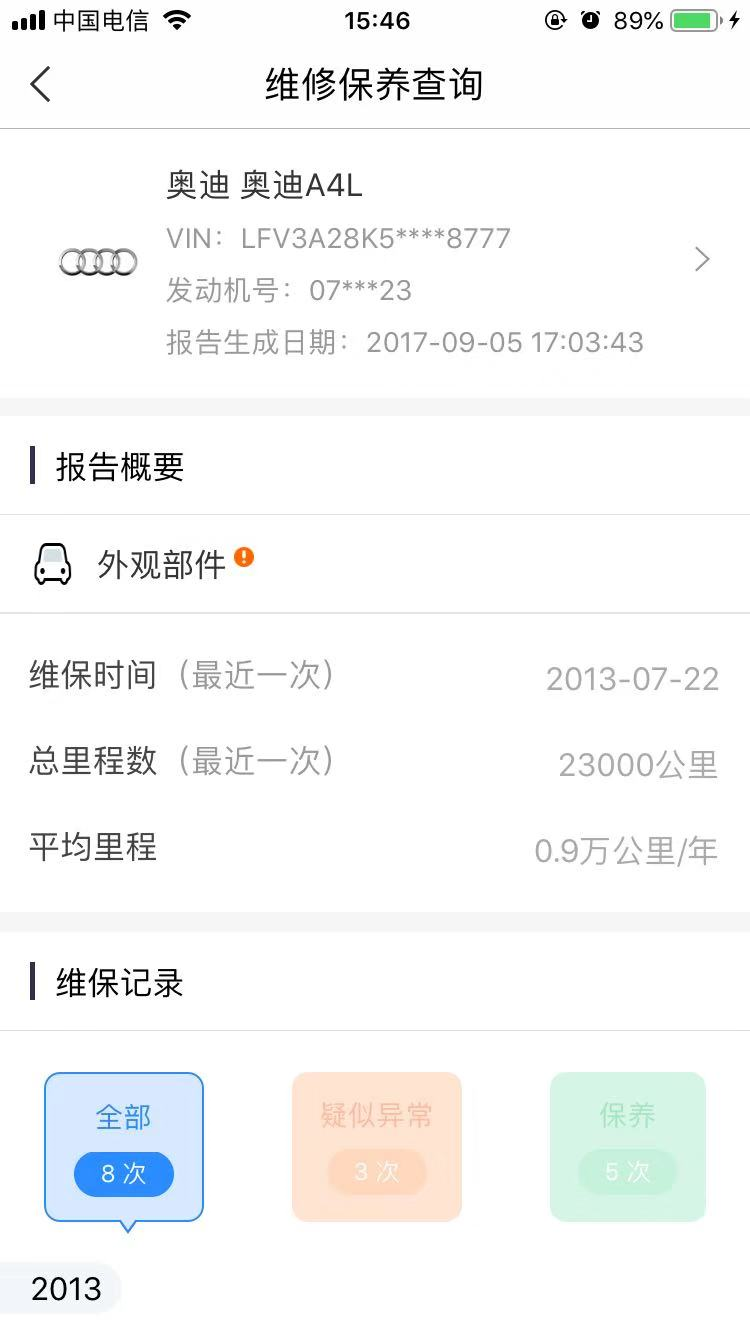 中国电信 15:46 89%
维修保养查询
奥迪 奥迪A4L
VIN：LFV3A28K5****8777
发动机号：07***23
报告生成日期：2017-09-05 17:03:43
报告概要
外观部件
维保时间（最近一次） 2013-07-22
总里程数（最近一次） 23000公里
平均里程 0.9万公里/年
维保记录
全部 疑似异常 保养
8 次 3 次 5 次
2013